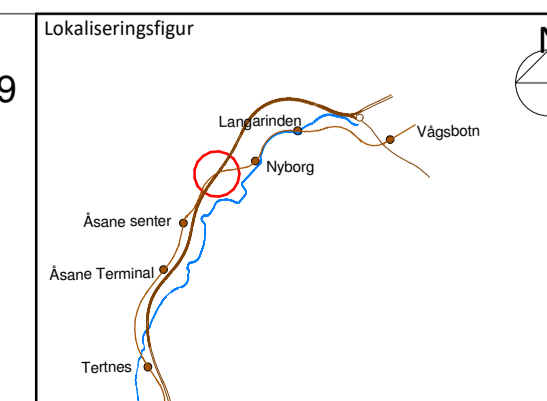 Lokaliseringsfigur
N
9
Langarinden
Vågsbotn
Nyborg
Åsane senter
Åsane Terminal
Tertnes